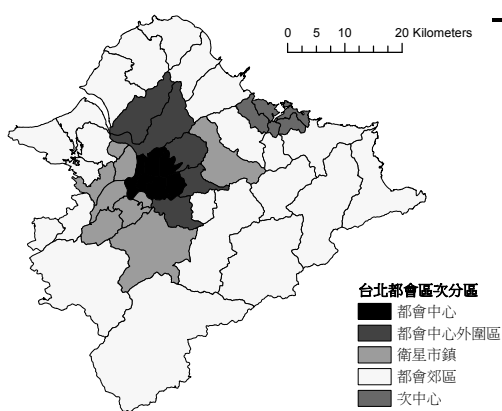 0 5 10 20 Kilometers
台北都會區次分區
都會中心
都會中心外圍區
衛星市鎮
都會郊區
次中心